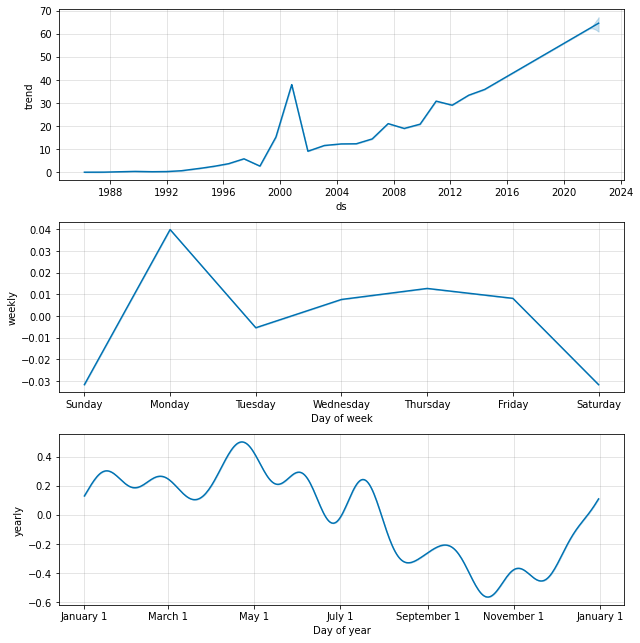 70
60
50
40
30
20
10
0
trend
1988 1992 1996 2000 2004 2008 2012 2016 2020 2024
ds
0.04
0.03
0.02
0.01
0.00
−0.01
−0.02
−0.03
weekly
Sunday Monday Tuesday Wednesday Thursday Friday Saturday
Day of week
0.4
0.2
0.0
−0.2
−0.4
−0.6
yearly
January 1 March 1 May 1 July 1 September 1 November 1 January 1
Day of year